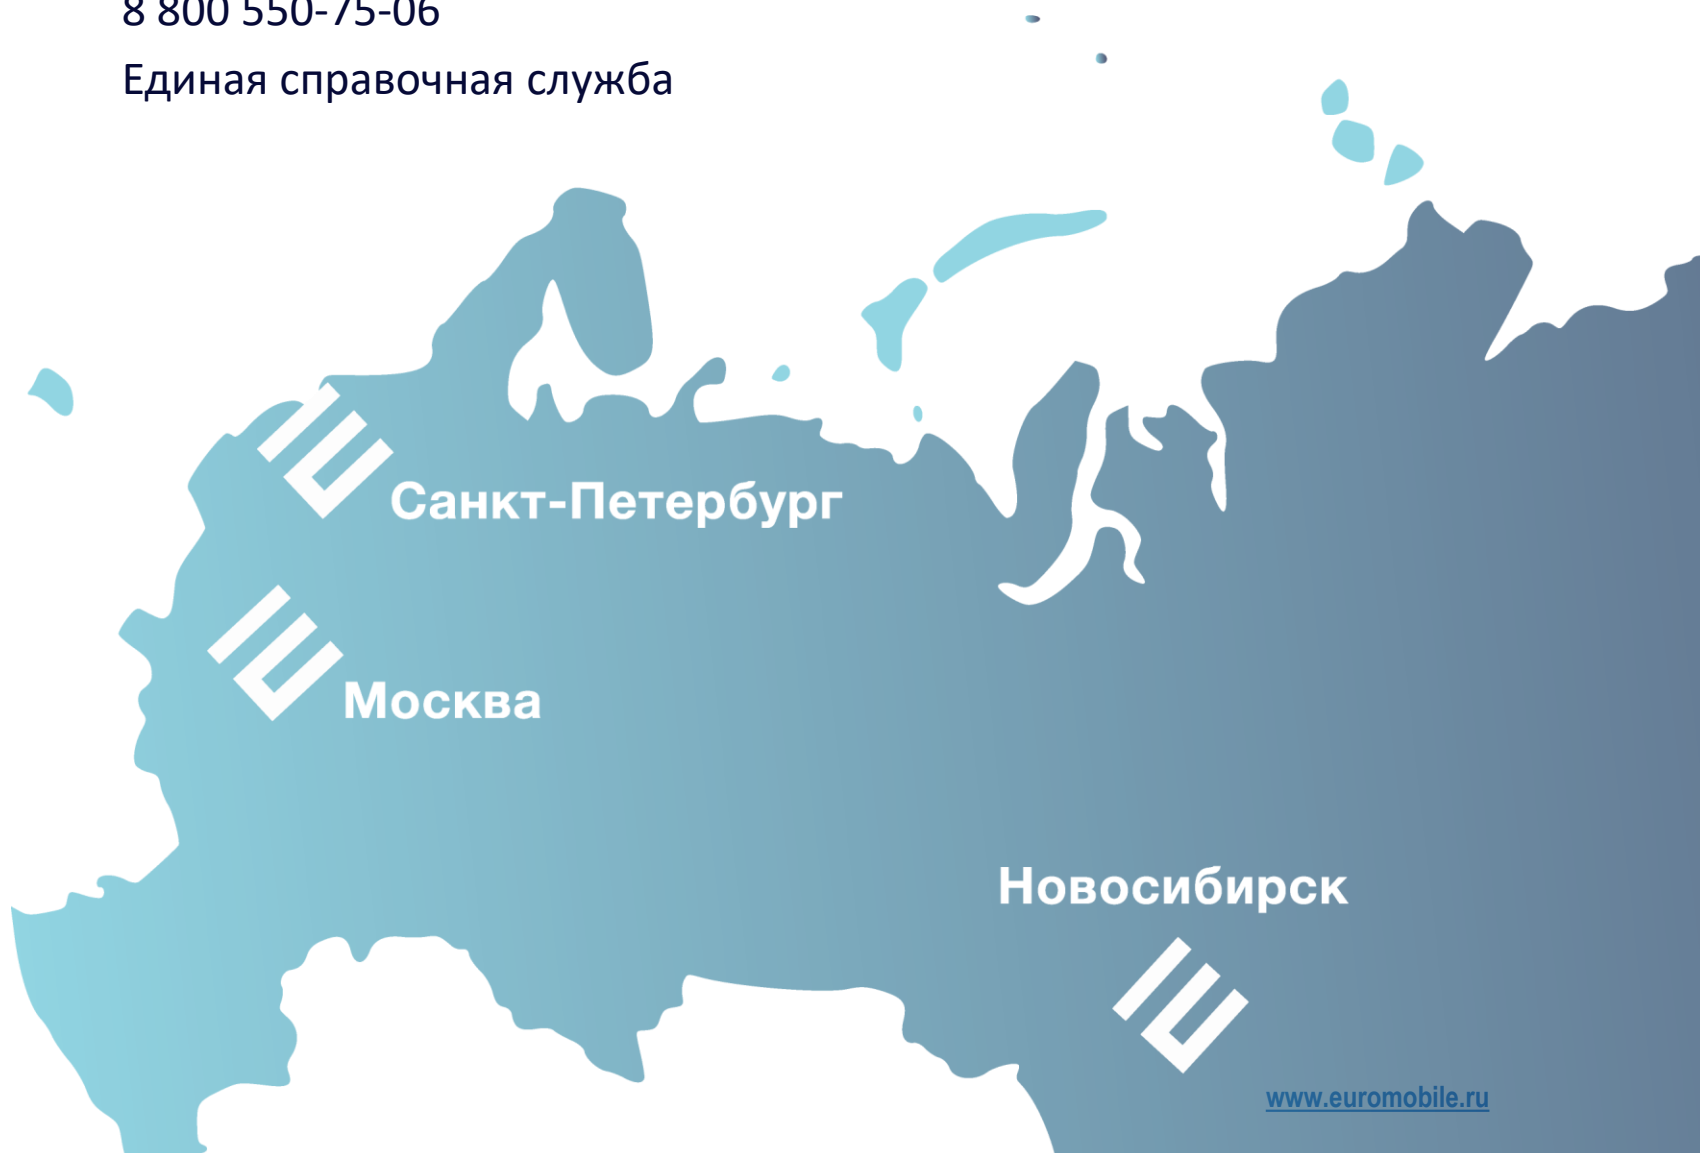 8 800 550-75-06
Единая справочная служба
Санкт-Петербург
Москва
Новосибирск
www.euromobile.ru